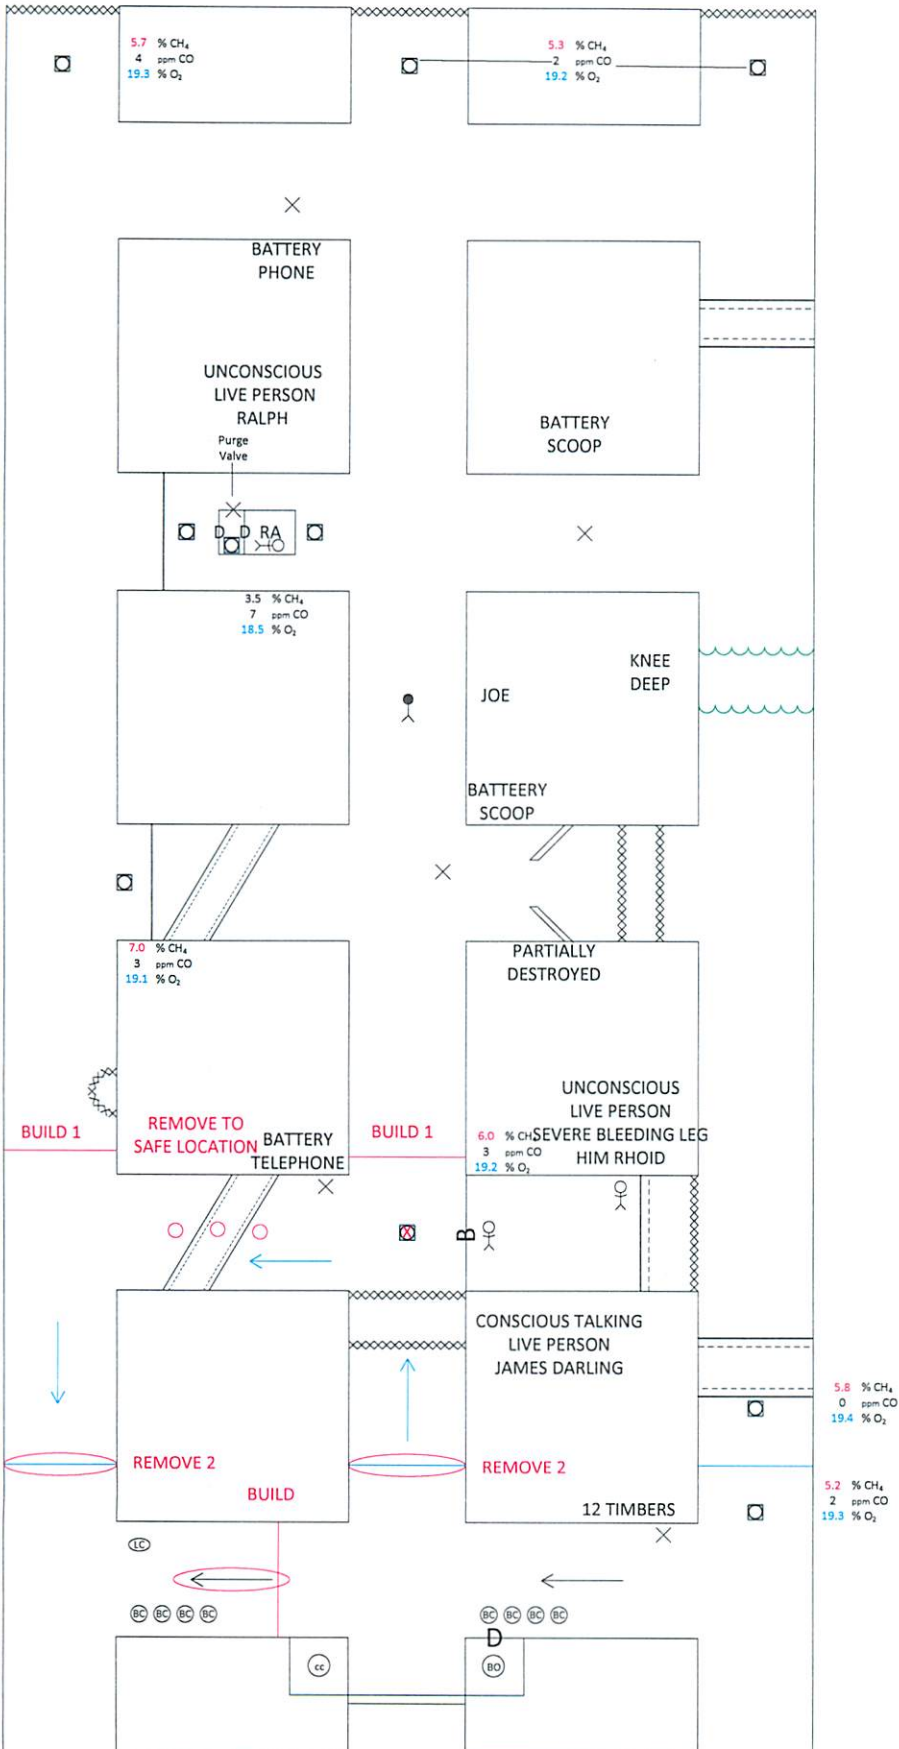 5.7 % CH₄
4 ppm CO
19.3 % O₂
5.3 % CH₄
2 ppm CO
19.2 % O₂
BATTERY
PHONE
UNCONSCIOUS
LIVE PERSON
RALPH
Purge
Valve
BATTERY
SCOOP
D D RA
3.5 % CH₄
7 ppm CO
18.5 % O₂
KNEE
DEEP
JOE
BATTEERY
SCOOP
7.0 % CH₄
3 ppm CO
19.1 % O₂
PARTIALLY
DESTROYED
UNCONSCIOUS
LIVE PERSON
SEVERE BLEEDING LEG
HIM RHOID
6.0 % CH₄
3 ppm CO
19.2 % O₂
BUILD 1
REMOVE TO
SAFE LOCATION
BATTERY
TELEPHONE
BUILD 1
B
CONSCIOUS TALKING
LIVE PERSON
JAMES DARLING
5.8 % CH₄
0 ppm CO
19.4 % O₂
REMOVE 2
REMOVE 2
BUILD
12 TIMBERS
5.2 % CH₄
2 ppm CO
19.3 % O₂
LC
BC BC BC BC
BC BC BC BC
D
cc
BO